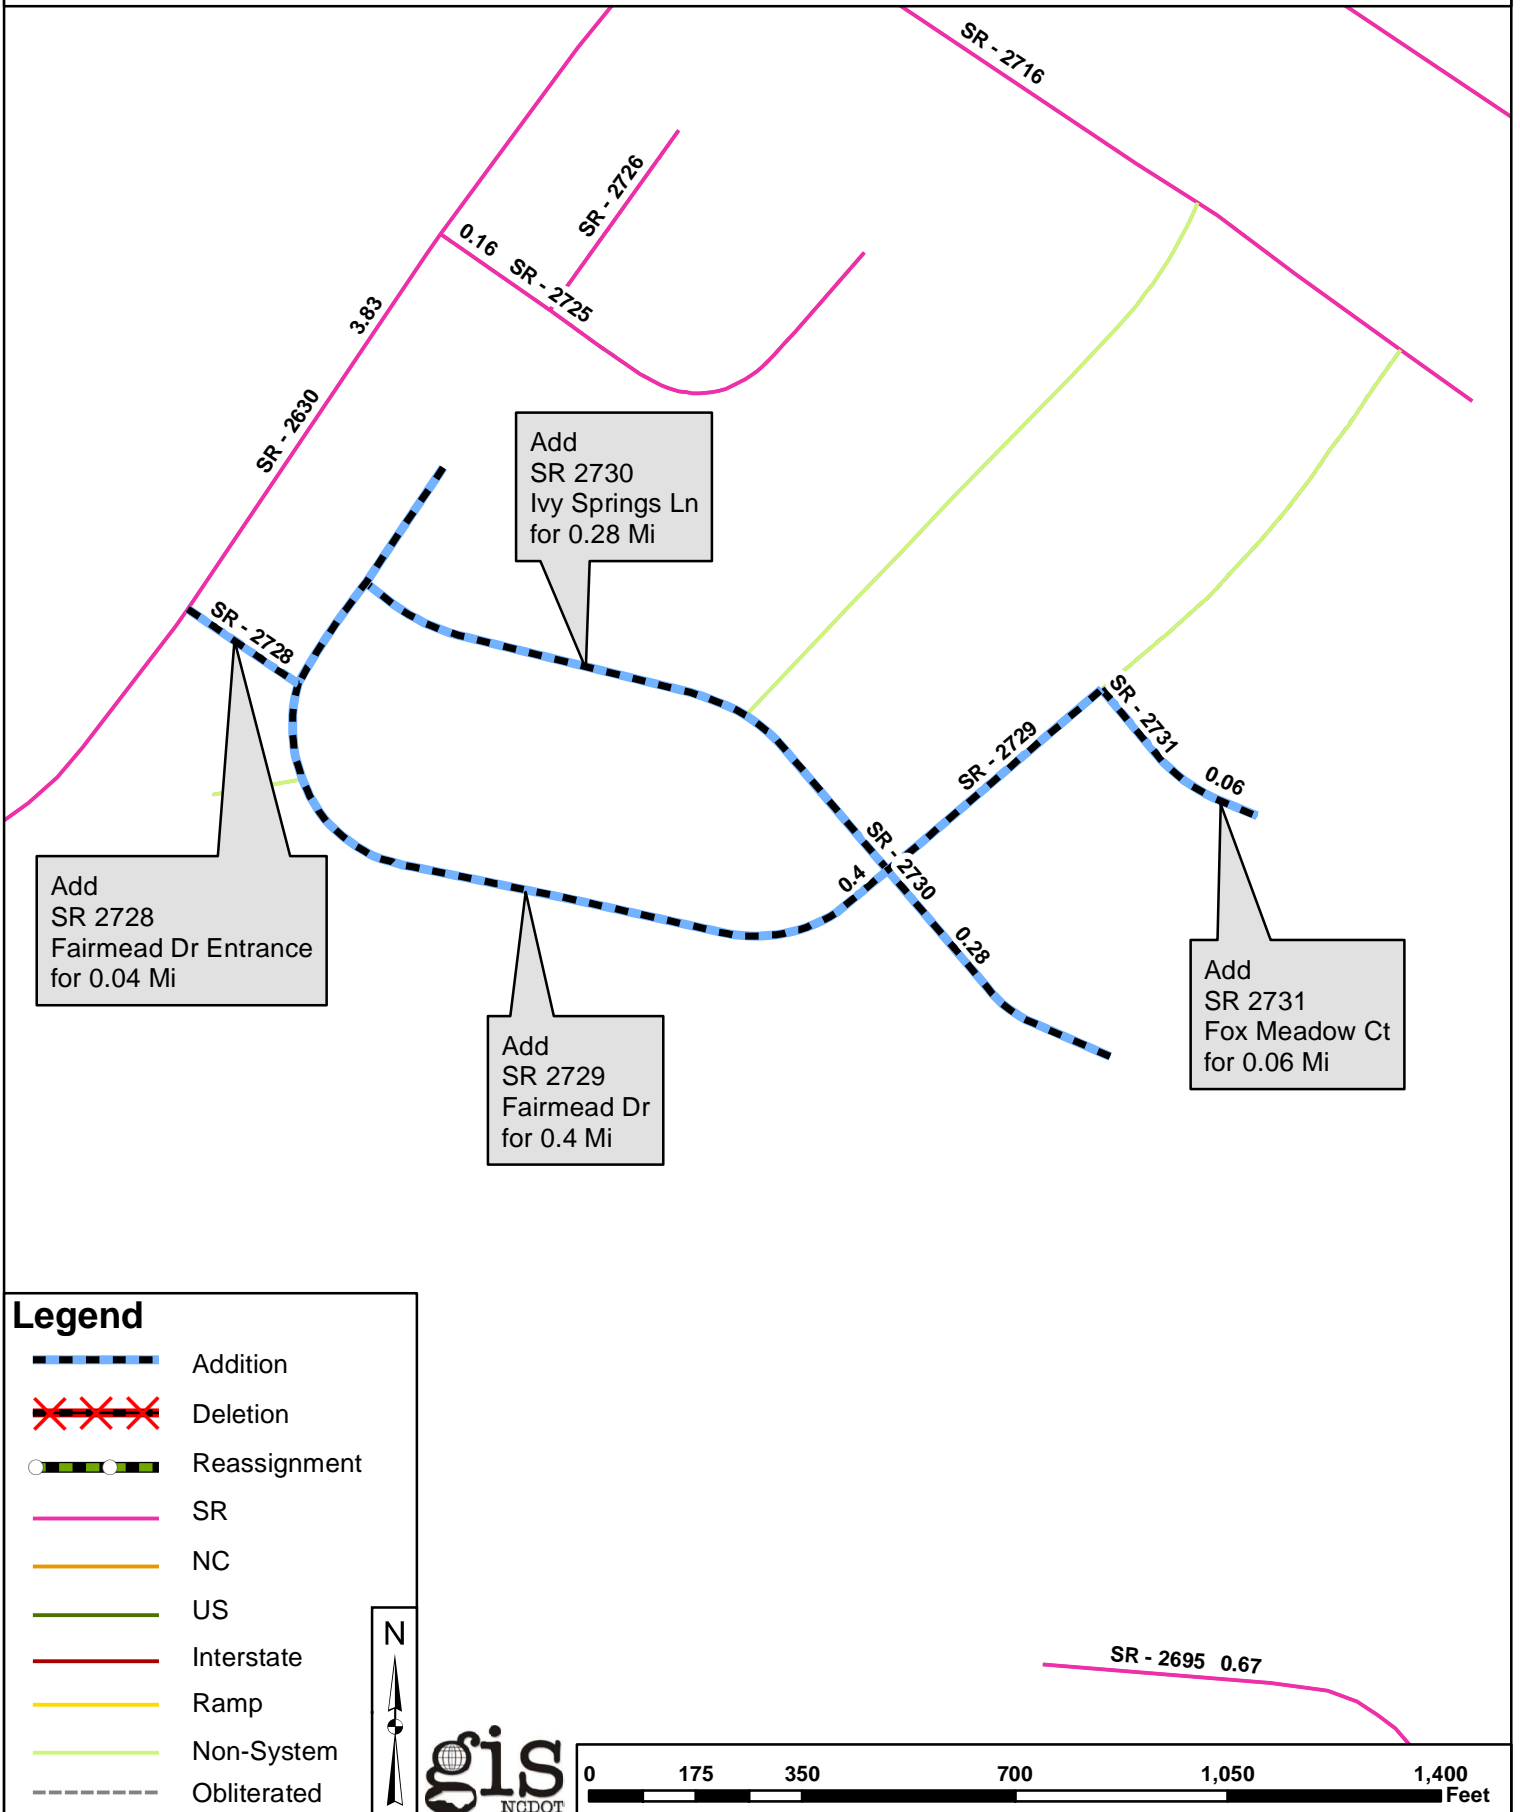 SR - 2716
SR - 2726
0.16 SR - 2725
3.83
SR - 2630
Add
SR 2730
Ivy Springs Ln
for 0.28 Mi
SR - 2728
SR - 2731
SR - 2729
0.06
SR - 2730
0.4
0.28
Add
SR 2728
Fairmead Dr Entrance
for 0.04 Mi
Add
SR 2731
Fox Meadow Ct
for 0.06 Mi
Add
SR 2729
Fairmead Dr
for 0.4 Mi
Legend
Addition
Deletion
Reassignment
SR
NC
US
Interstate
Ramp
Non-System
Obliterated
N
SR - 2695 0.67
gis
NCDOT
0 175 350 700 1,050 1,400
Feet